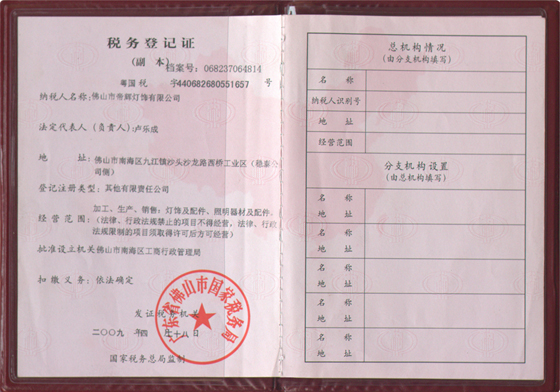 税务登记证
(副 本)
档案号: 068237064814
粤国 税 字440682680551657 号
纳税人名称:佛山市帝辉灯饰有限公司
法定代表人(负责人)卢乐成
地 址: 佛山市南海区九江镇沙头沙龙路西桥工业区(稳泰公
司侧)
登记注册类型: 其他有限责任公司
加工、生产、销售: 灯饰及配件、照明器材及配件.
经营范围:(法律、行政法规禁止的项目不得经营, 法律、行政
法规限制的项目须取得许可后方可经营)
批准设立机关佛山市南海区工商行政管理局
扣缴义务: 依法确定
发证税务机关
广东省佛山市国家税务局
二〇〇九 年 四 月 二十八 日
国家税务总局监制
总机构情况
(由分支机构填写)
名 称
纳税人识别号
地 址
经营范围
分支机构设置
(由总机构填写)
名 称
地 址
名 称
地 址
名 称
地 址
名 称
地 址
名 称
地 址